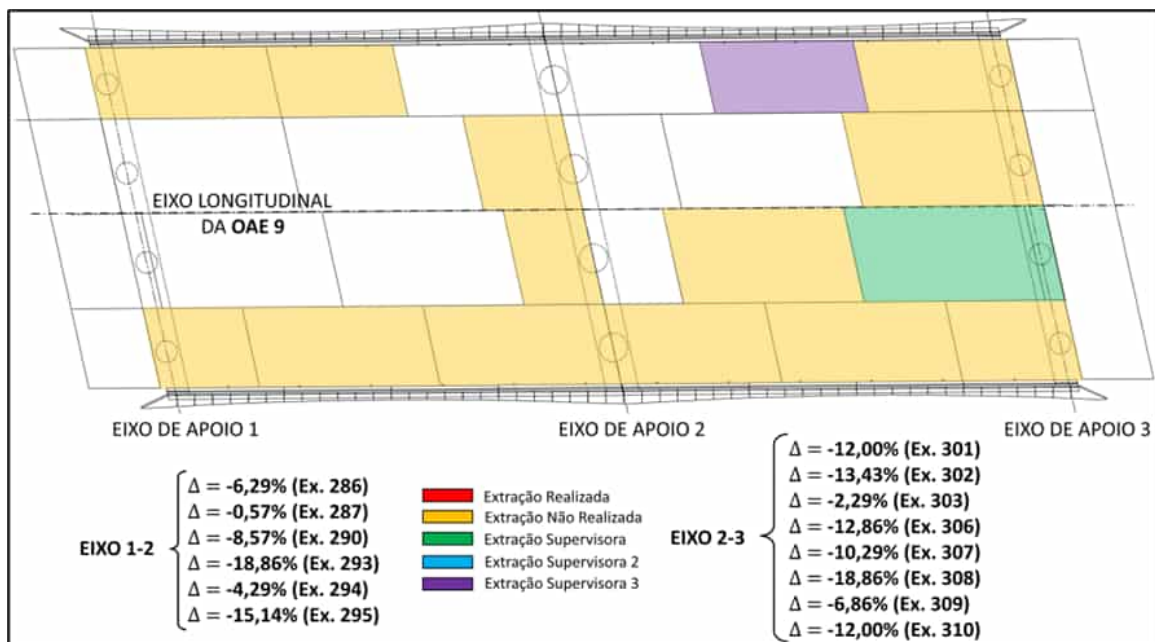 EIXO LONGITUDINAL
DA OAE 9
EIXO DE APOIO 1
EIXO DE APOIO 2
EIXO DE APOIO 3
EIXO 1-2
Δ = -6,29% (Ex. 286)
Δ = -0,57% (Ex. 287)
Δ = -8,57% (Ex. 290)
Δ = -18,86% (Ex. 293)
Δ = -4,29% (Ex. 294)
Δ = -15,14% (Ex. 295)
Extração Realizada
Extração Não Realizada
Extração Supervisora
Extração Supervisora 2
Extração Supervisora 3
EIXO 2-3
Δ = -12,00% (Ex. 301)
Δ = -13,43% (Ex. 302)
Δ = -2,29% (Ex. 303)
Δ = -12,86% (Ex. 306)
Δ = -10,29% (Ex. 307)
Δ = -18,86% (Ex. 308)
Δ = -6,86% (Ex. 309)
Δ = -12,00% (Ex. 310)